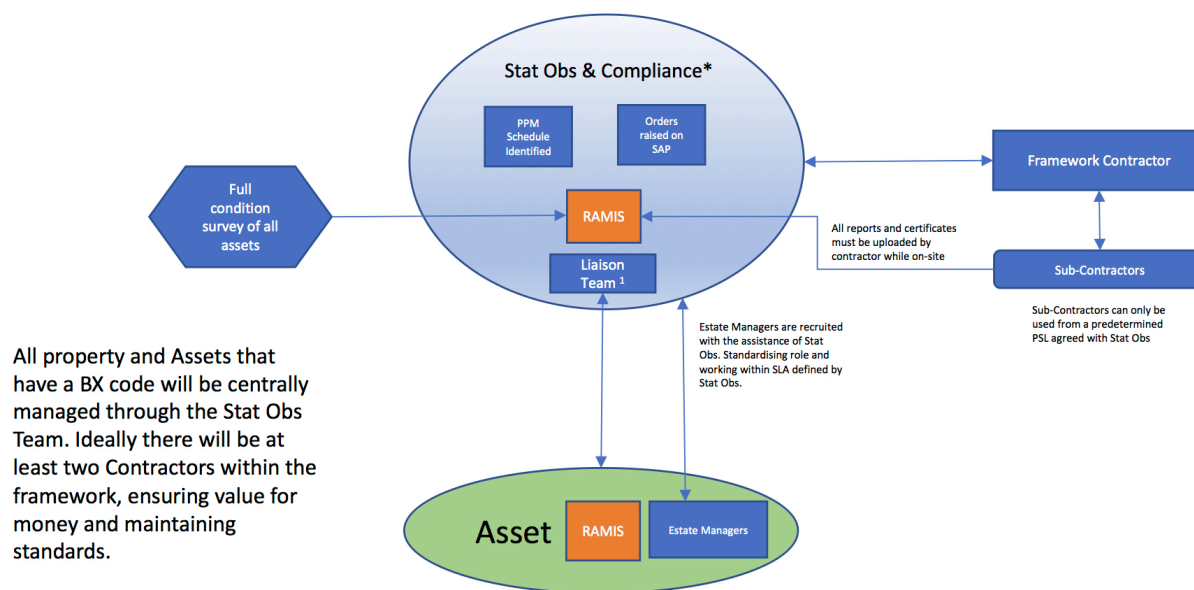 Stat Obs & Compliance*
PPM
Schedule
Identified
Orders
raised on
SAP
Framework Contractor
Full
condition
survey of all
assets
RAMIS
All reports and certificates
must be uploaded by
contractor while on-site
Liaison
Team 1
Sub-Contractors
Sub-Contractors can only be
used from a predetermined
PSL agreed with Stat Obs
Estate Managers are recruited
with the assistance of Stat
Obs. Standardising role and
working within SLA defined by
Stat Obs.
All property and Assets that
have a BX code will be centrally
managed through the Stat Obs
Team. Ideally there will be at
least two Contractors within the
framework, ensuring value for
money and maintaining
standards.
Asset
RAMIS
Estate Managers